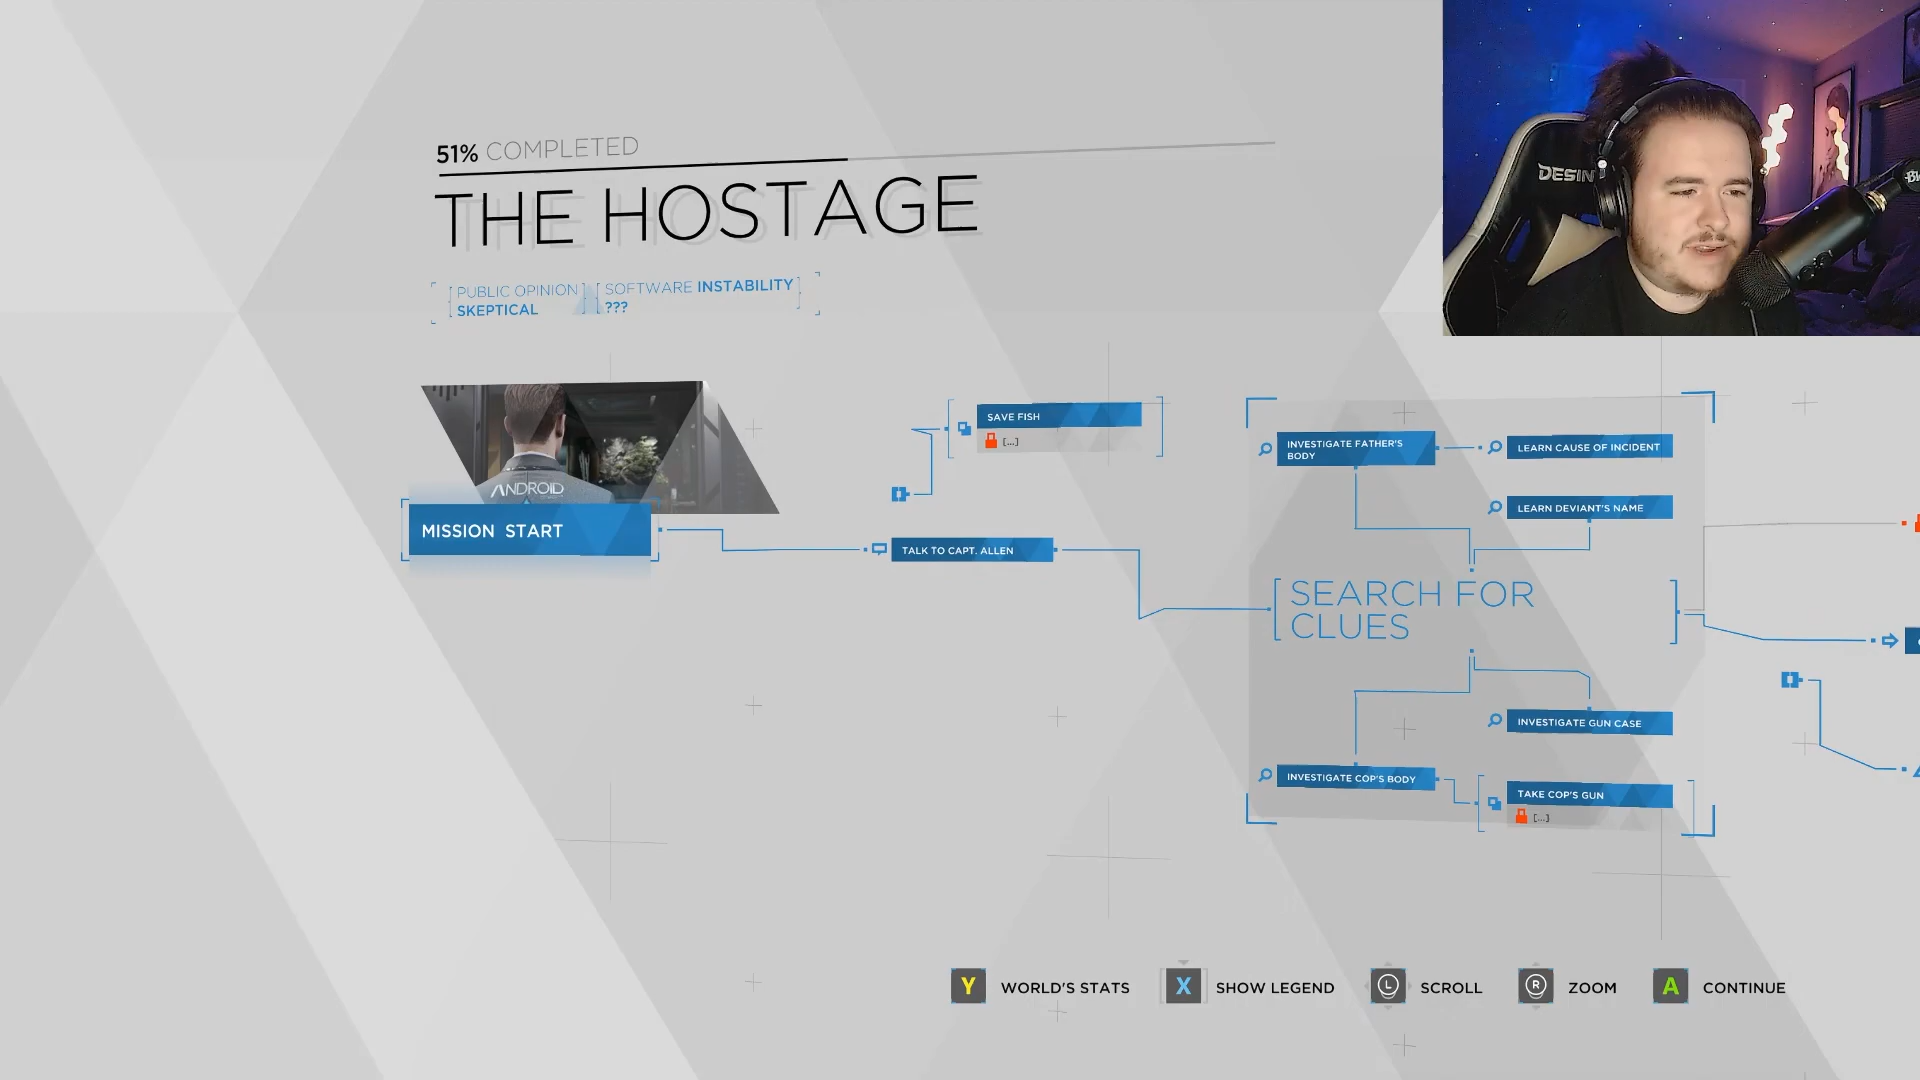 51% COMPLETED
THE HOSTAGE
PUBLIC OPINION
SKEPTICAL
SOFTWARE INSTABILITY
???
ANDROID
MISSION START
SAVE FISH
[...]
TALK TO CAPT. ALLEN
INVESTIGATE FATHER'S
BODY
LEARN CAUSE OF INCIDENT
LEARN DEVIANT'S NAME
SEARCH FOR
CLUES
INVESTIGATE GUN CASE
INVESTIGATE COP'S BODY
TAKE COP'S GUN
[...]
Y WORLD'S STATS
X SHOW LEGEND
L SCROLL
R ZOOM
A CONTINUE
DESIN